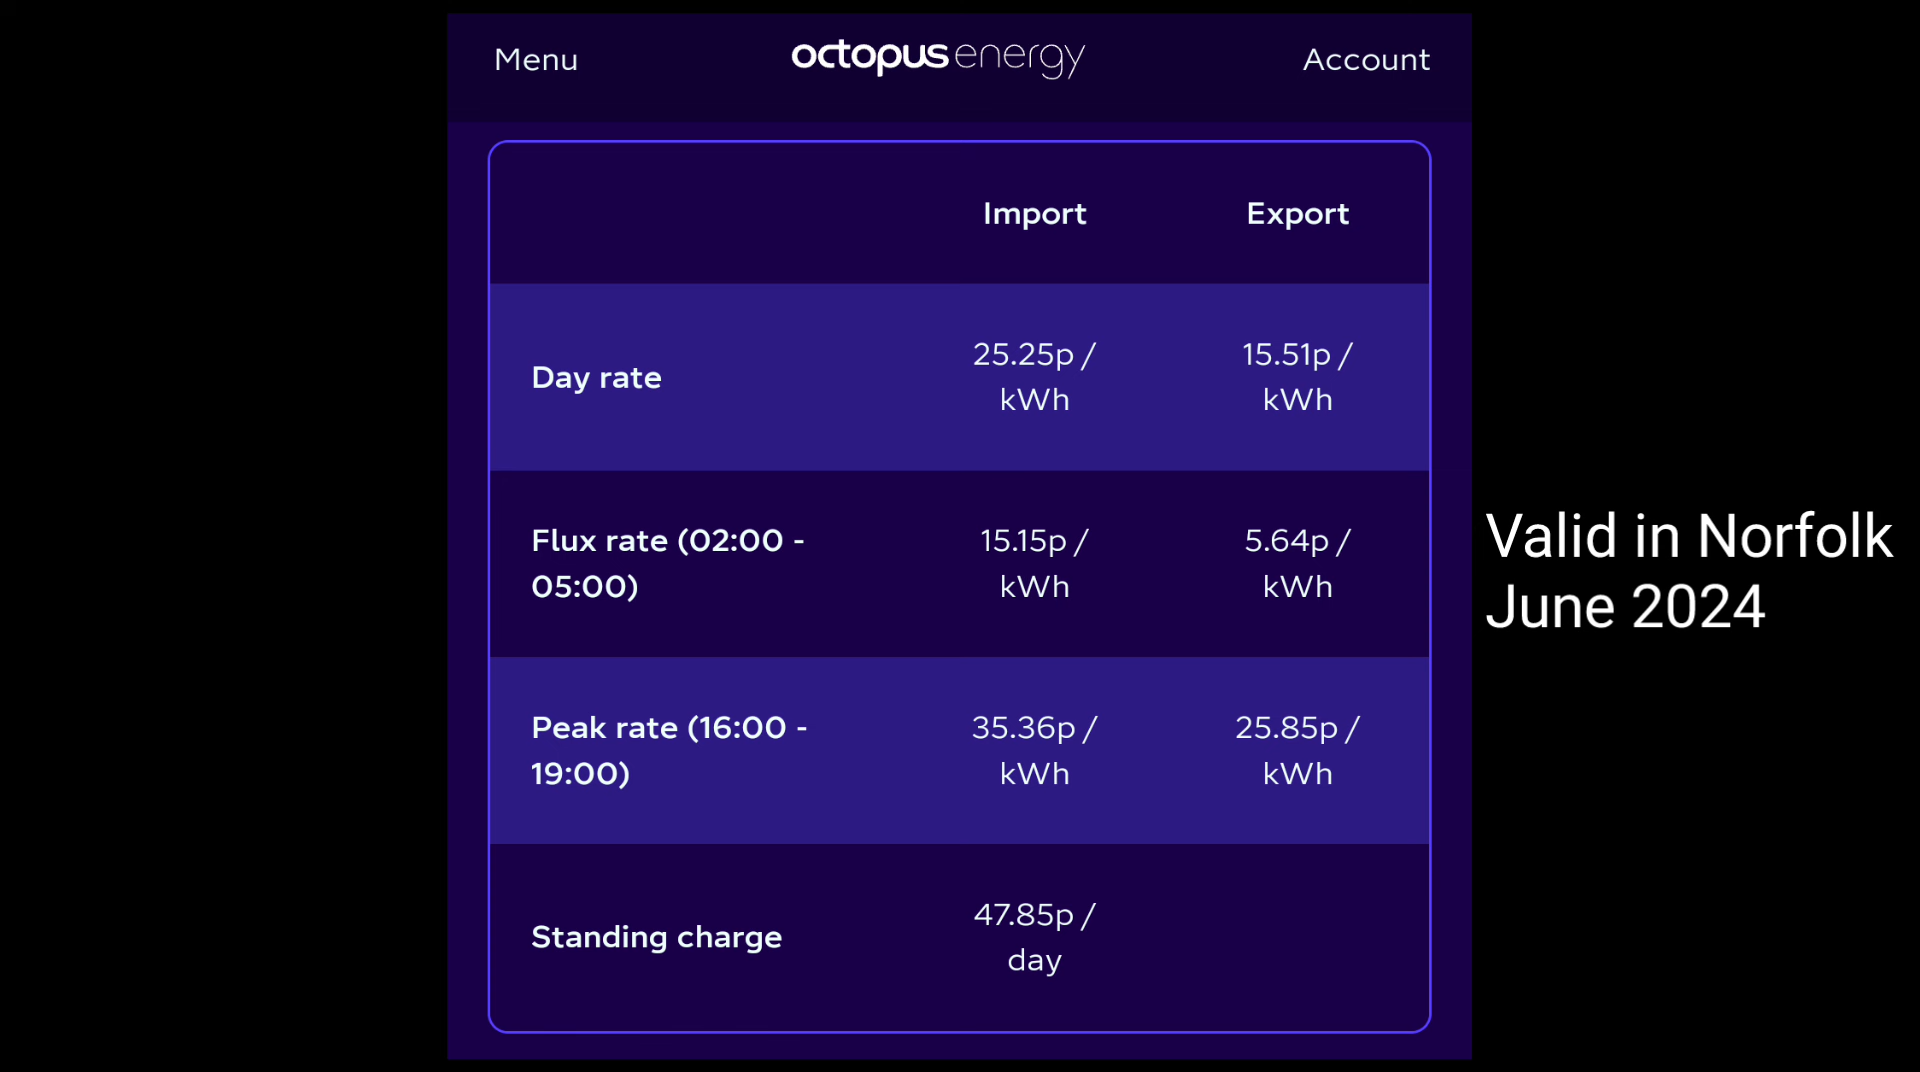 Menu
octopus energy
Account
Import
Export
Day rate
25.25p /
kWh
15.51p /
kWh
Flux rate (02:00 -
05:00)
15.15p /
kWh
5.64p /
kWh
Peak rate (16:00 -
19:00)
35.36p /
kWh
25.85p /
kWh
Standing charge
47.85p /
day
Valid in Norfolk
June 2024